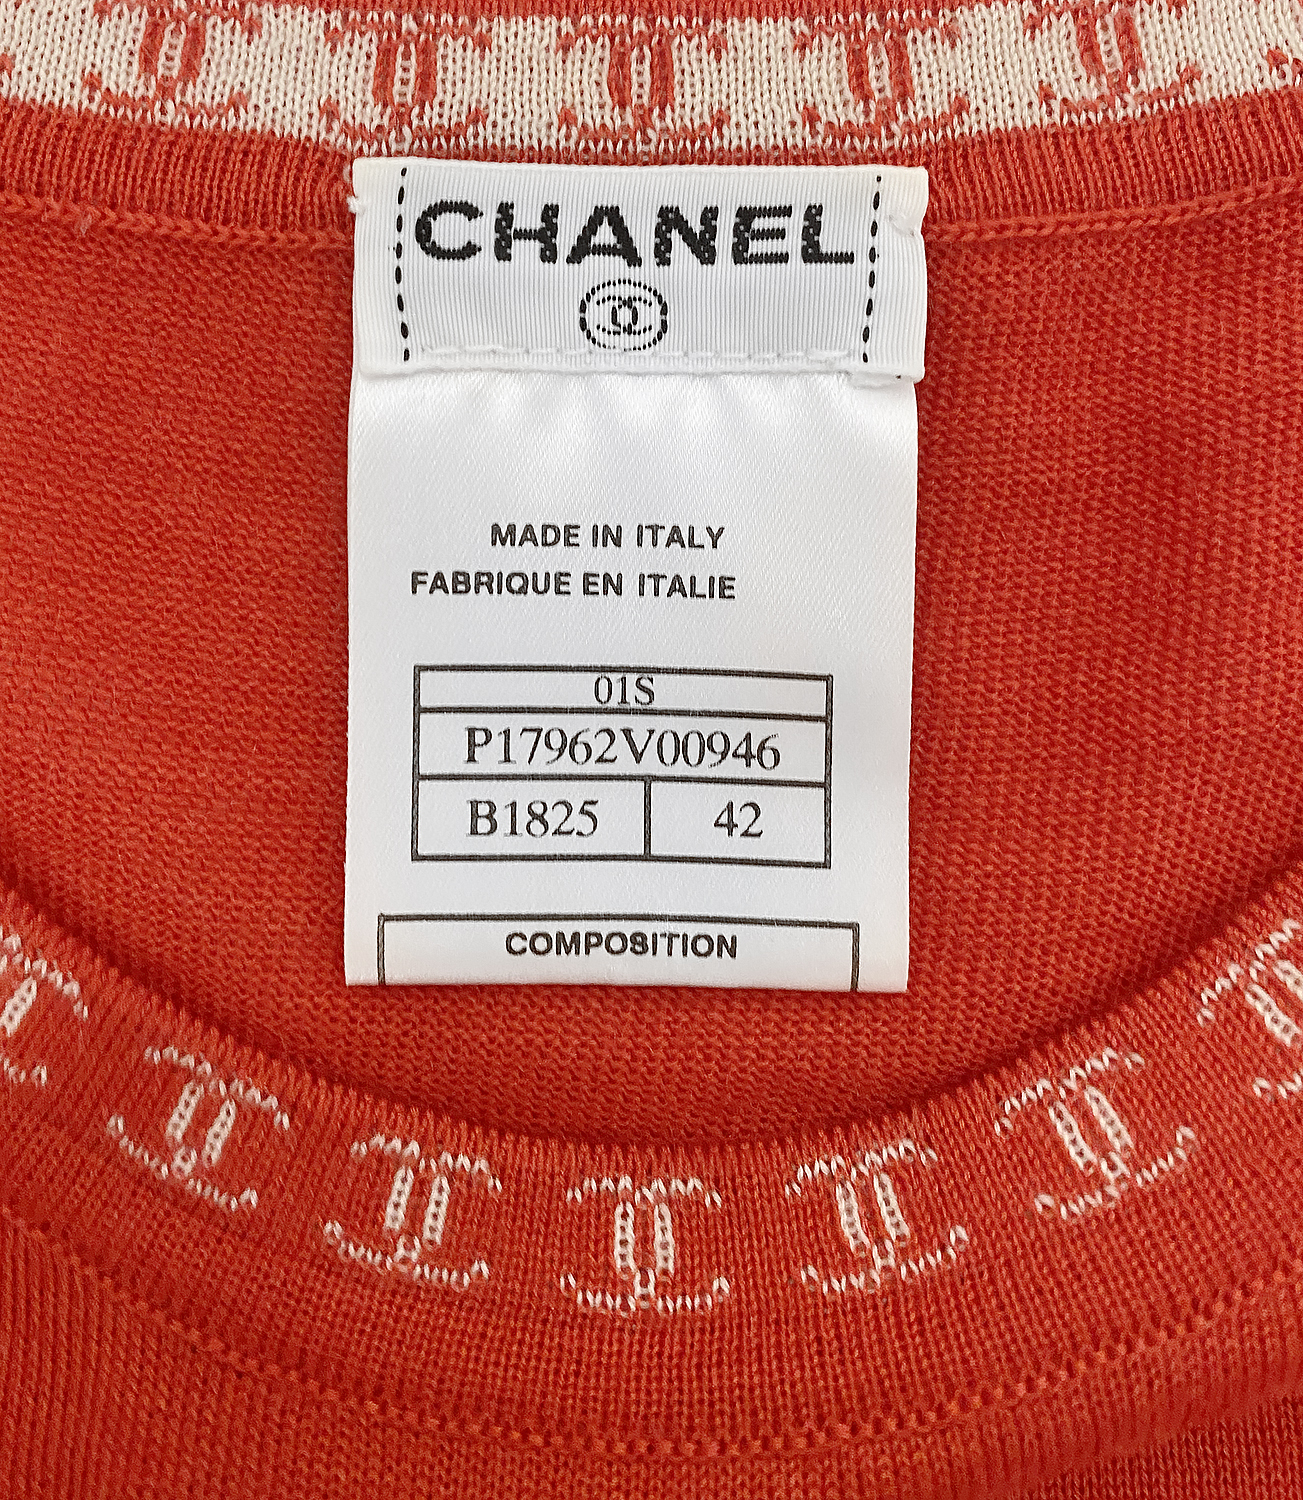 CHANEL
MADE IN ITALY
FABRIQUE EN ITALIE
01S
P17962V00946
B1825 42
COMPOSITION